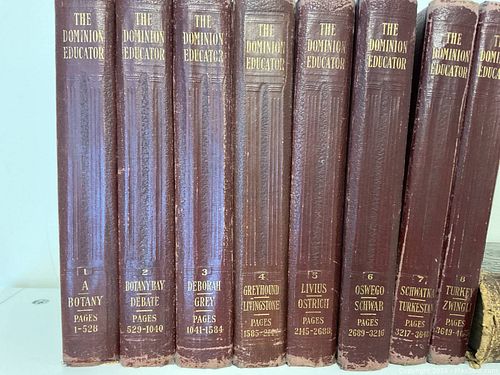 THE
DOMINION
EDUCATOR
1
A
BOTANY
PAGES
1-528
THE
DOMINION
EDUCATOR
2
BOTANY BAY
DEBATE
PAGES
529-1040
THE
DOMINION
EDUCATOR
3
DEBORAH
GREY
PAGES
1041-1584
THE
DOMINION
EDUCATOR
4
GREYHOUND
LIVINGSTONE
PAGES
THE
DOMINION
EDUCATOR
5
LIVIUS
OSTRICH
PAGES
2145-2688
THE
DOMINION
EDUCATOR
6
OSWEGO
SCHWAB
PAGES
2689-3216
THE
DOMINION
EDUCATOR
7
SCHWATKA
TURKESTAN
PAGES
THE
DOMINION
EDUCATOR
8
TURKEY
ZWINGLI
PAGES